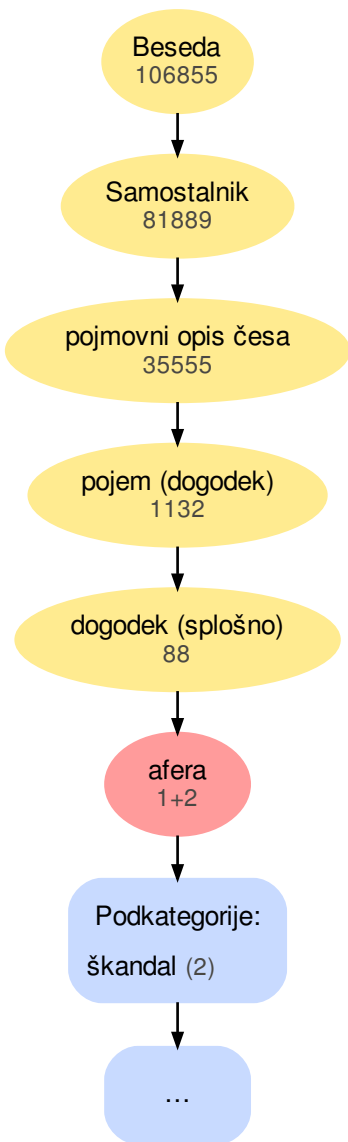 Beseda
106855
Samostalnik
81889
pojmovni opis česa
35555
pojem (dogodek)
1132
dogodek (splošno)
88
afera
1+2
Podkategorije:
škandal (2)
...